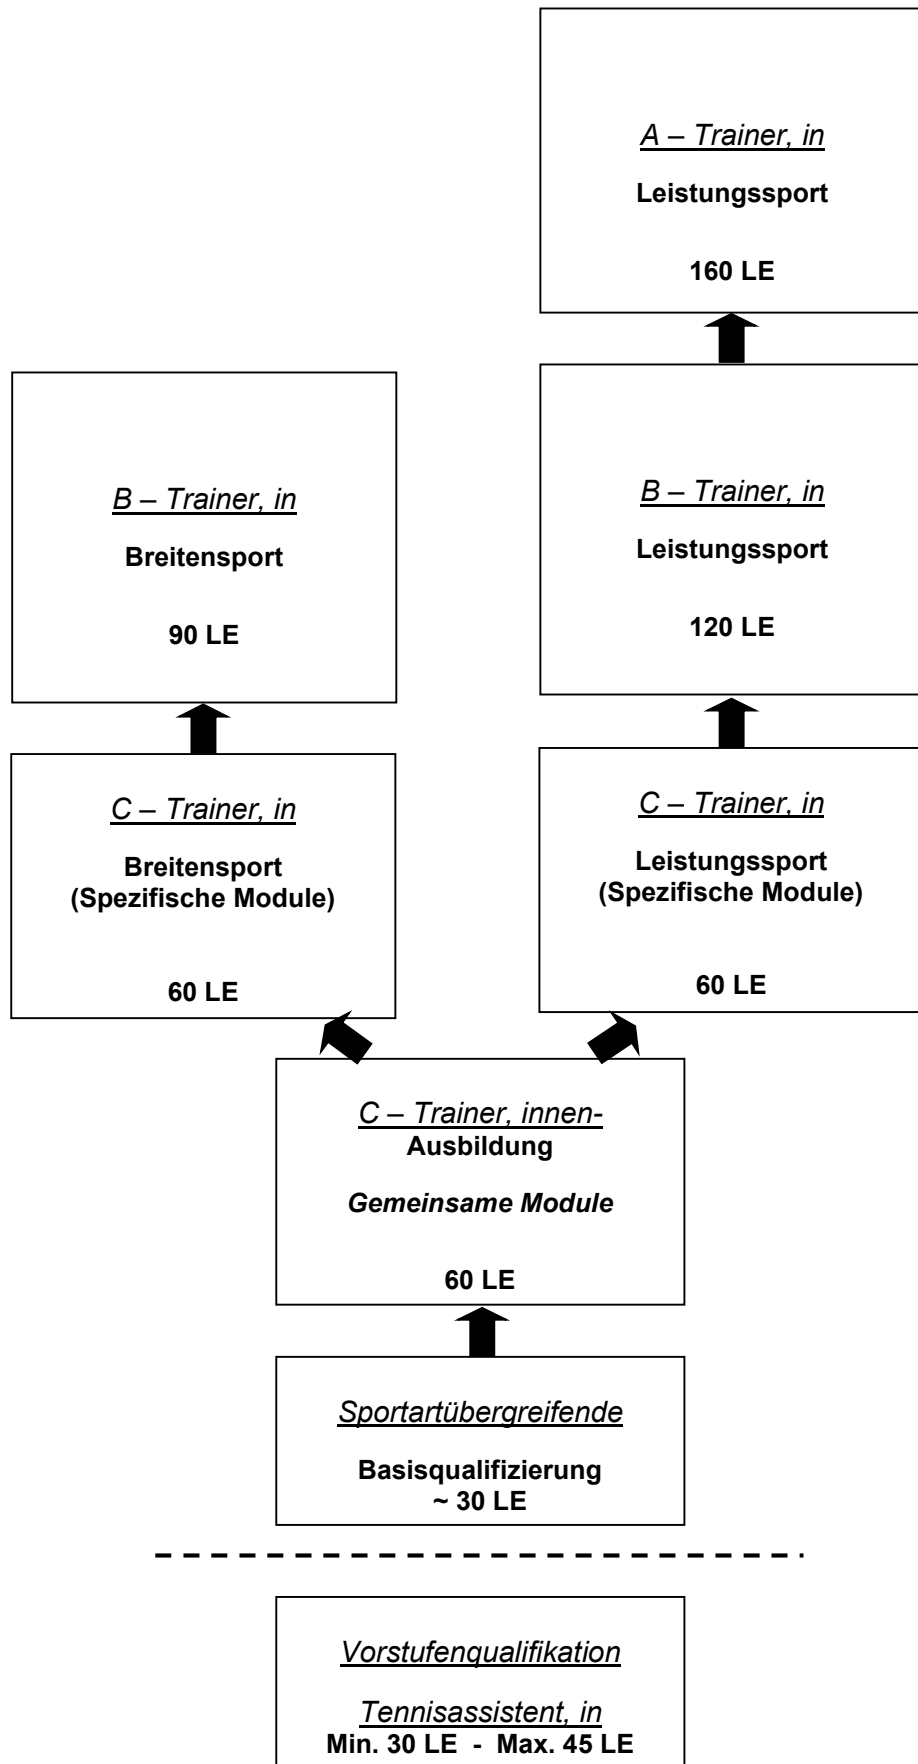 A – Trainer, in
Leistungssport
160 LE
B – Trainer, in
Breitensport
90 LE
B – Trainer, in
Leistungssport
120 LE
C – Trainer, in
Breitensport
(Spezifische Module)
60 LE
C – Trainer, in
Leistungssport
(Spezifische Module)
60 LE
C – Trainer, innen-
Ausbildung
Gemeinsame Module
60 LE
Sportartübergreifende
Basisqualifizierung
~ 30 LE
Vorstufenqualifikation
Tennisassistent, in
Min. 30 LE - Max. 45 LE